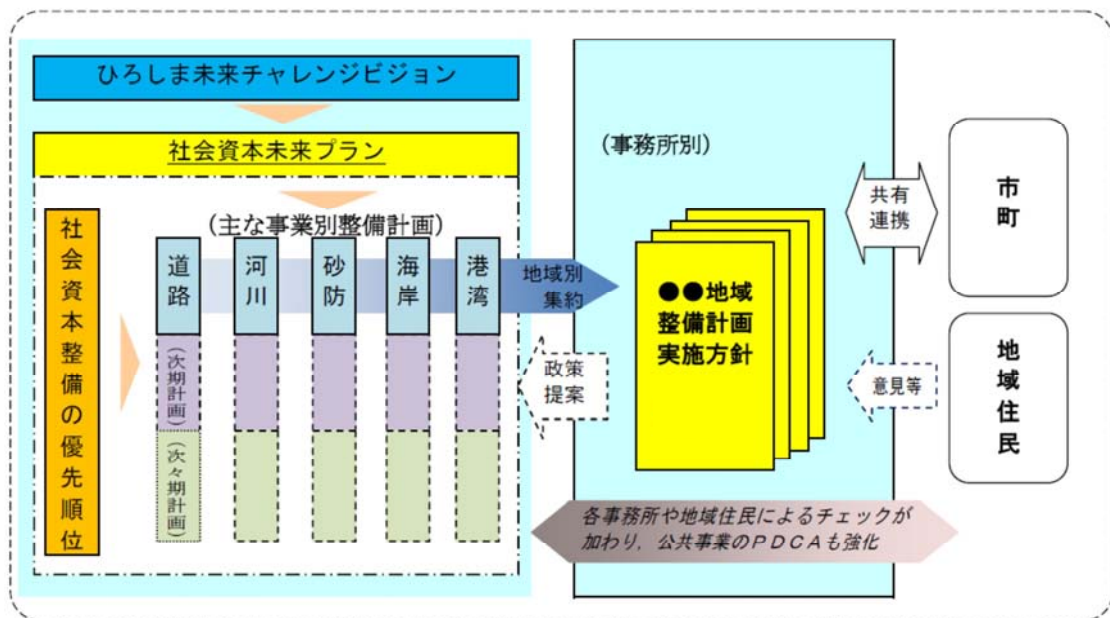 ひろしま未来チャレンジビジョン
社会資本未来プラン
(主な事業別整備計画)
社会資本整備の優先順位
道路
河川
砂防
海岸
港湾
(次期計画)
(次々期計画)
地域別
集約
政策
提案
(事務所別)
●●地域
整備計画
実施方針
共有
連携
市町
意見等
地域住民
各事務所や地域住民によるチェックが
加わり，公共事業のＰＤＣＡも強化